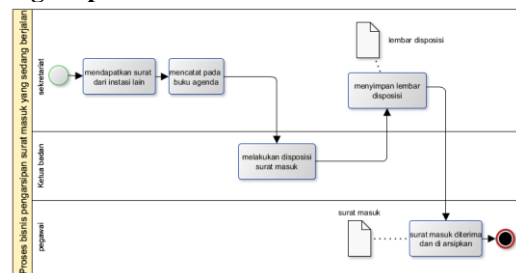 Proses bisnis pengarsipan surat masuk yang sedang berjalan
sekretariat
mendapatkan surat
dari instasi lain
mencatat pada
buku agenda
lembar disposisi
menyimpan lembar
disposisi
Ketua badan
melakukan disposisi
surat masuk
pegawai
surat masuk
surat masuk diterima
dan di arsipkan